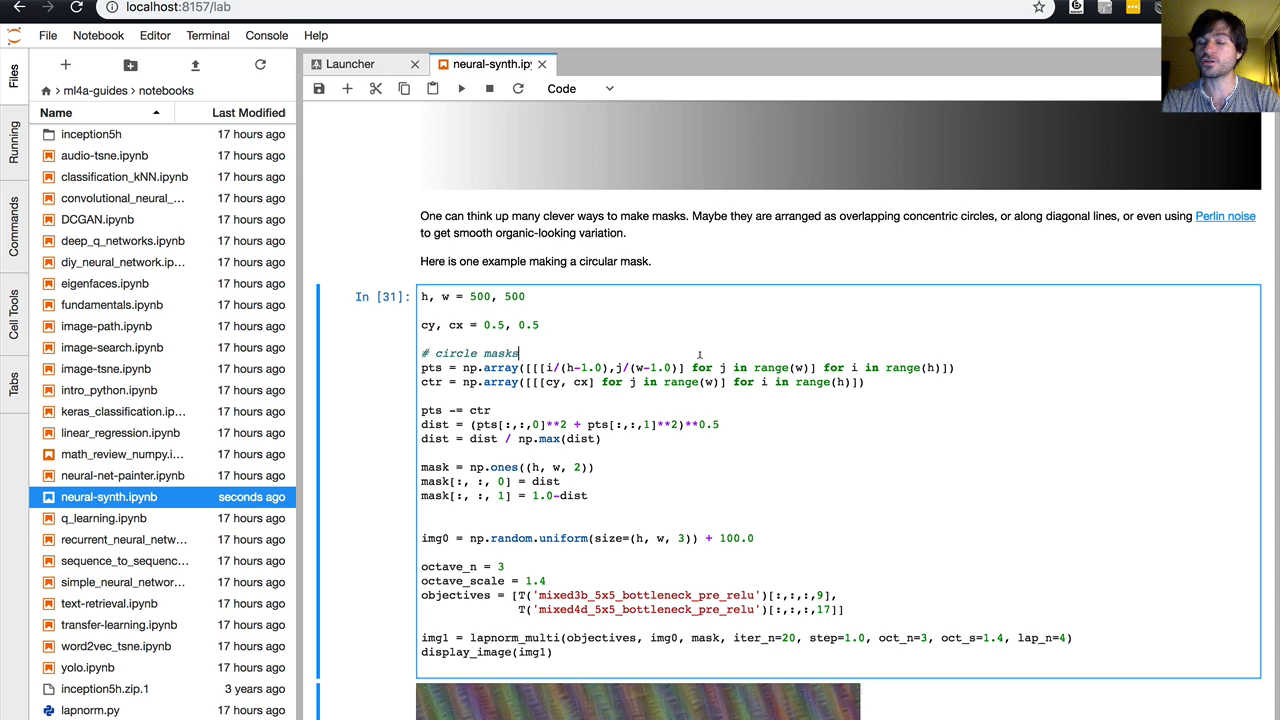 localhost:8157/lab
File Notebook Editor Terminal Console Help
Files
Running
Commands
Cell Tools
Tabs
ml4a-guides notebooks
Name Last Modified
inception5h 17 hours ago
audio-tsne.ipynb 17 hours ago
classification_kNN.ipynb 17 hours ago
convolutional_neural_... 17 hours ago
DCGAN.ipynb 17 hours ago
deep_q_networks.ipynb 17 hours ago
diy_neural_network.ip... 17 hours ago
eigenfaces.ipynb 17 hours ago
fundamentals.ipynb 17 hours ago
image-path.ipynb 17 hours ago
image-search.ipynb 17 hours ago
image-tsne.ipynb 17 hours ago
intro_python.ipynb 17 hours ago
keras_classification.ip... 17 hours ago
linear_regression.ipynb 17 hours ago
math_review_numpy.i... 17 hours ago
neural-net-painter.ipynb 17 hours ago
neural-synth.ipynb seconds ago
q_learning.ipynb 17 hours ago
recurrent_neural_netw... 17 hours ago
sequence_to_sequenc... 17 hours ago
simple_neural_networ... 17 hours ago
text-retrieval.ipynb 17 hours ago
transfer-learning.ipynb 17 hours ago
word2vec_tsne.ipynb 17 hours ago
yolo.ipynb 17 hours ago
inception5h.zip.1 3 years ago
lapnorm.py 17 hours ago
Launcher
neural-synth.ipy
Code
One can think up many clever ways to make masks. Maybe they are arranged as overlapping concentric circles, or along diagonal lines, or even using Perlin noise
to get smooth organic-looking variation.
Here is one example making a circular mask.
In [31]:
h, w = 500, 500
cy, cx = 0.5, 0.5
# circle masks
pts = np.array([[[i/(h-1.0),j/(w-1.0)] for j in range(w)] for i in range(h)])
ctr = np.array([[[cy, cx] for j in range(w)] for i in range(h)])
pts -= ctr
dist = (pts[:,:,0]**2 + pts[:,:,1]**2)**0.5
dist = dist / np.max(dist)
mask = np.ones((h, w, 2))
mask[:, :, 0] = dist
mask[:, :, 1] = 1.0-dist
img0 = np.random.uniform(size=(h, w, 3)) + 100.0
octave_n = 3
octave_scale = 1.4
objectives = [T('mixed3b_5x5_bottleneck_pre_relu')[:,:,:,9],
T('mixed4d_5x5_bottleneck_pre_relu')[:,:,:,17]]
img1 = lapnorm_multi(objectives, img0, mask, iter_n=20, step=1.0, oct_n=3, oct_s=1.4, lap_n=4)
display_image(img1)